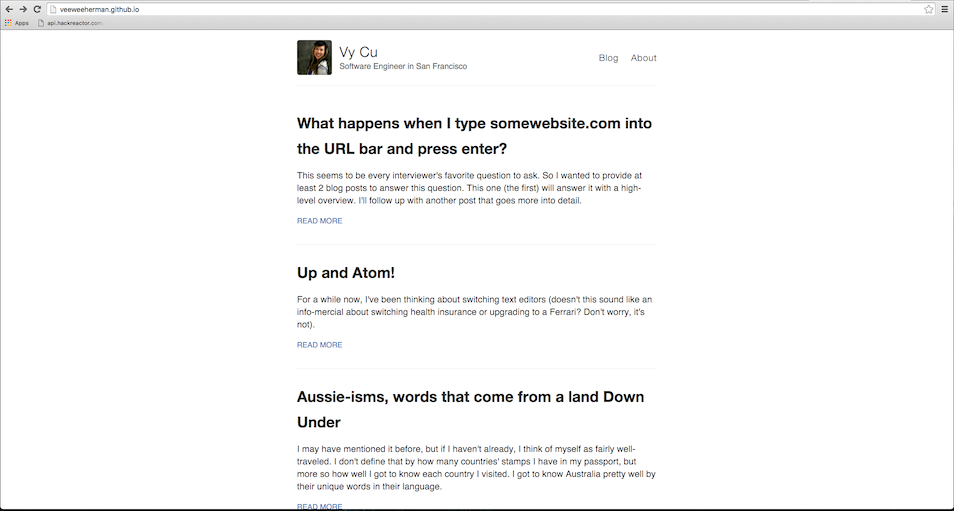 veeweeherman.github.io
Apps
api.hackreactor.com
Vy Cu
Software Engineer in San Francisco
Blog
About
What happens when I type somewebsite.com into
the URL bar and press enter?
This seems to be every interviewer's favorite question to ask. So I wanted to provide at
least 2 blog posts to answer this question. This one (the first) will answer it with a high-
level overview. I'll follow up with another post that goes more into detail.
READ MORE
Up and Atom!
For a while now, I've been thinking about switching text editors (doesn't this sound like an
info-mercial about switching health insurance or upgrading to a Ferrari? Don't worry, it's
not).
READ MORE
Aussie-isms, words that come from a land Down
Under
I may have mentioned it before, but if I haven't already, I think of myself as fairly well-
traveled. I don't define that by how many countries' stamps I have in my passport, but
more so how well I got to know each country I visited. I got to know Australia pretty well by
their unique words in their language.
READ MORE